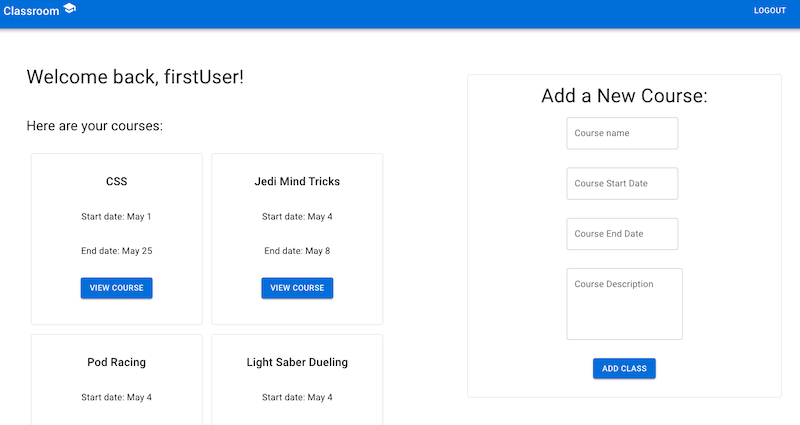 Classroom
LOGOUT
Welcome back, firstUser!
Here are your courses:
CSS
Start date: May 1
End date: May 25
VIEW COURSE
Jedi Mind Tricks
Start date: May 4
End date: May 8
VIEW COURSE
Pod Racing
Start date: May 4
Light Saber Dueling
Start date: May 4
Add a New Course:
Course name
Course Start Date
Course End Date
Course Description
ADD CLASS